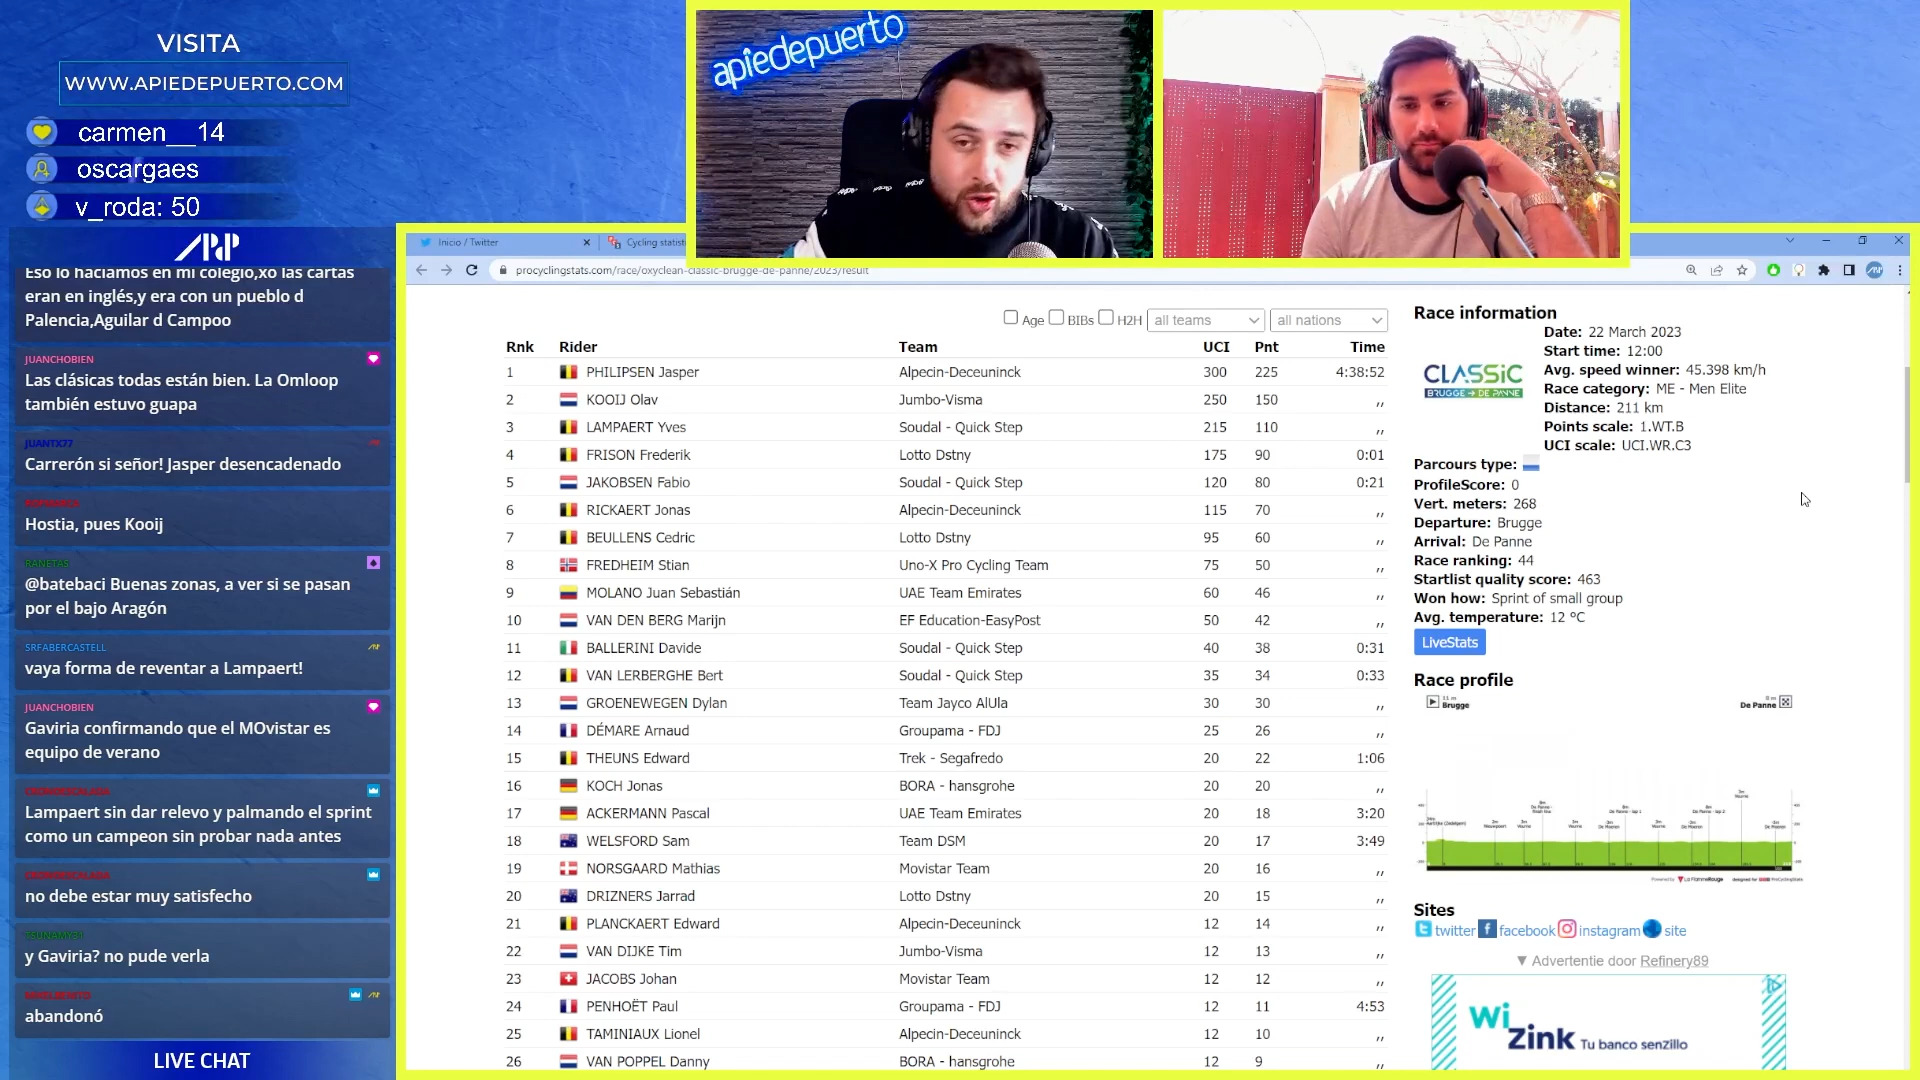 VISITA
WWW.APIEDEPUERTO.COM
carmen__14
oscargaes
v_roda: 50
apiedepuerto
Eso lo hacíamos en mi colegio,xo las cartas
eran en inglés,y era con un pueblo d
Palencia,Aguilar d Campoo
JUANCHOBIEN
Las clásicas todas están bien. La Omloop
también estuvo guapa
JUANTX77
Carrerón si señor! Jasper desencadenado
Hostia, pues Kooij
RANETAS
@batebaci Buenas zonas, a ver si se pasan
por el bajo Aragón
SRFABERCASTELL
vaya forma de reventar a Lampaert!
JUANCHOBIEN
Gaviria confirmando que el MOvistar es
equipo de verano
Lampaert sin dar relevo y palmando el sprint
como un campeon sin probar nada antes
no debe estar muy satisfecho
y Gaviria? no pude verla
abandonó
LIVE CHAT
Inicio / Twitter
Cycling statisti
procyclingstats.com/race/oxyclean-classic-brugge-de-panne/2023/result
Age BIBs H2H all teams all nations
Rnk Rider Team UCI Pnt Time
1 PHILIPSEN Jasper Alpecin-Deceuninck 300 225 4:38:52
2 KOOIJ Olav Jumbo-Visma 250 150 ,,
3 LAMPAERT Yves Soudal - Quick Step 215 110 ,,
4 FRISON Frederik Lotto Dstny 175 90 0:01
5 JAKOBSEN Fabio Soudal - Quick Step 120 80 0:21
6 RICKAERT Jonas Alpecin-Deceuninck 115 70 ,,
7 BEULLENS Cedric Lotto Dstny 95 60 ,,
8 FREDHEIM Stian Uno-X Pro Cycling Team 75 50 ,,
9 MOLANO Juan Sebastián UAE Team Emirates 60 46 ,,
10 VAN DEN BERG Marijn EF Education-EasyPost 50 42 ,,
11 BALLERINI Davide Soudal - Quick Step 40 38 0:31
12 VAN LERBERGHE Bert Soudal - Quick Step 35 34 0:33
13 GROENEWEGEN Dylan Team Jayco AlUla 30 30 ,,
14 DÉMARE Arnaud Groupama - FDJ 25 26 ,,
15 THEUNS Edward Trek - Segafredo 20 22 1:06
16 KOCH Jonas BORA - hansgrohe 20 20 ,,
17 ACKERMANN Pascal UAE Team Emirates 20 18 3:20
18 WELSFORD Sam Team DSM 20 17 3:49
19 NORSGAARD Mathias Movistar Team 20 16 ,,
20 DRIZNERS Jarrad Lotto Dstny 20 15 ,,
21 PLANCKAERT Edward Alpecin-Deceuninck 12 14 ,,
22 VAN DIJKE Tim Jumbo-Visma 12 13 ,,
23 JACOBS Johan Movistar Team 12 12 ,,
24 PENHOËT Paul Groupama - FDJ 12 11 4:53
25 TAMINIAUX Lionel Alpecin-Deceuninck 12 10 ,,
26 VAN POPPEL Danny BORA - hansgrohe 12 9 ,,
Race information
CLASSIC
BRUGGE DE PANNE
Date: 22 March 2023
Start time: 12:00
Avg. speed winner: 45.398 km/h
Race category: ME - Men Elite
Distance: 211 km
Points scale: 1.WT.B
UCI scale: UCI.WR.C3
Parcours type:
ProfileScore: 0
Vert. meters: 268
Departure: Brugge
Arrival: De Panne
Race ranking: 44
Startlist quality score: 463
Won how: Sprint of small group
Avg. temperature: 12 °C
LiveStats
Race profile
Brugge
De Panne
Sites
twitter facebook instagram site
▼ Advertentie door Refinery89
Wi
Zink Tu banco senzillo